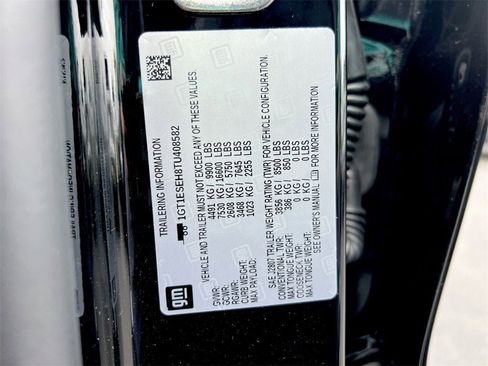 TRAILERING INFORMATION
1GT1ESEH8TU408582
VEHICLE AND TRAILER MUST NOT EXCEED ANY OF THESE VALUES.
GVWR: 4491 KG / 9900 LBS
GCWR: 7530 KG / 16600 LBS
RGAWR: 2608 KG / 5750 LBS
CURB WEIGHT: 3468 KG / 7645 LBS
MAX PAYLOAD: 1023 KG / 2255 LBS
SAE J2807 TRAILER WEIGHT RATING (TWR) FOR VEHICLE CONFIGURATION.
CONVENTIONAL TWR: 3856 KG / 8500 LBS
MAX TONGUE WEIGHT: 386 KG / 850 LBS
GOOSENECK TWR: 0 KG / 0 LBS
MAX TONGUE WEIGHT: 0 KG / 0 LBS
SEE OWNER'S MANUAL FOR MORE INFORMATION.
gm